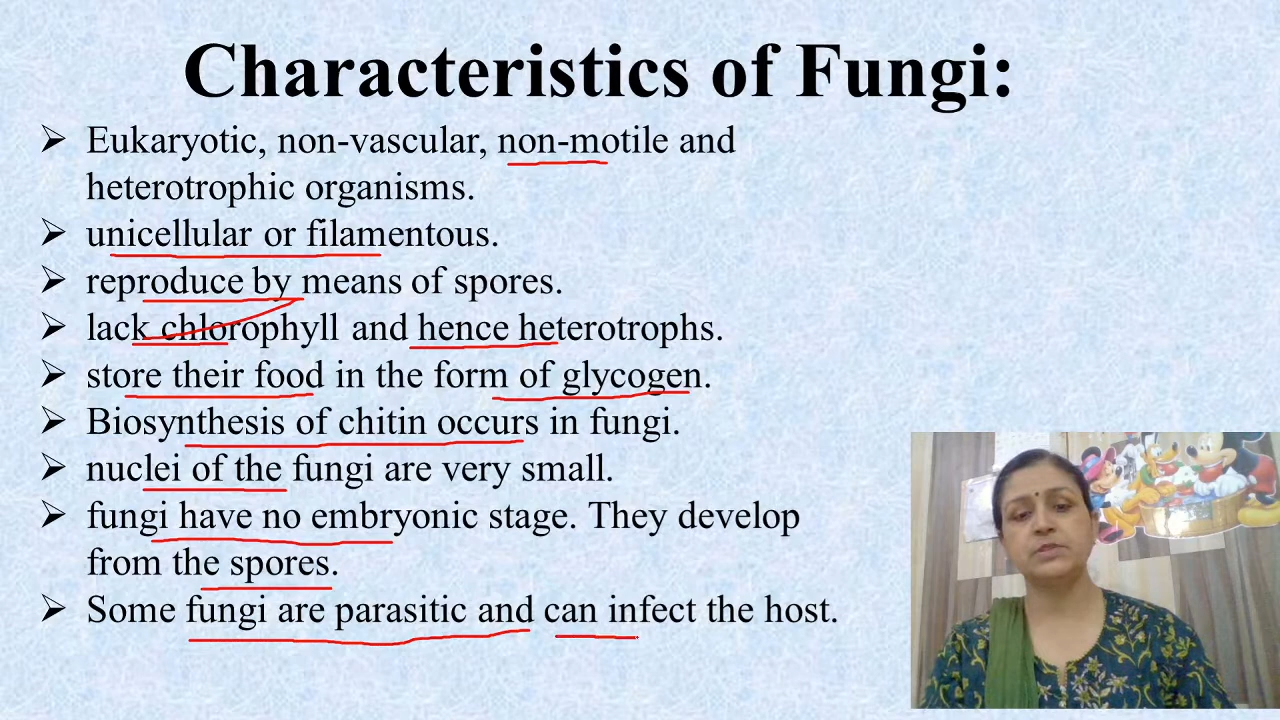 Characteristics of Fungi:
➢ Eukaryotic, non-vascular, non-motile and
heterotrophic organisms.
➢ unicellular or filamentous.
➢ reproduce by means of spores.
➢ lack chlorophyll and hence heterotrophs.
➢ store their food in the form of glycogen.
➢ Biosynthesis of chitin occurs in fungi.
➢ nuclei of the fungi are very small.
➢ fungi have no embryonic stage. They develop
from the spores.
➢ Some fungi are parasitic and can infect the host.